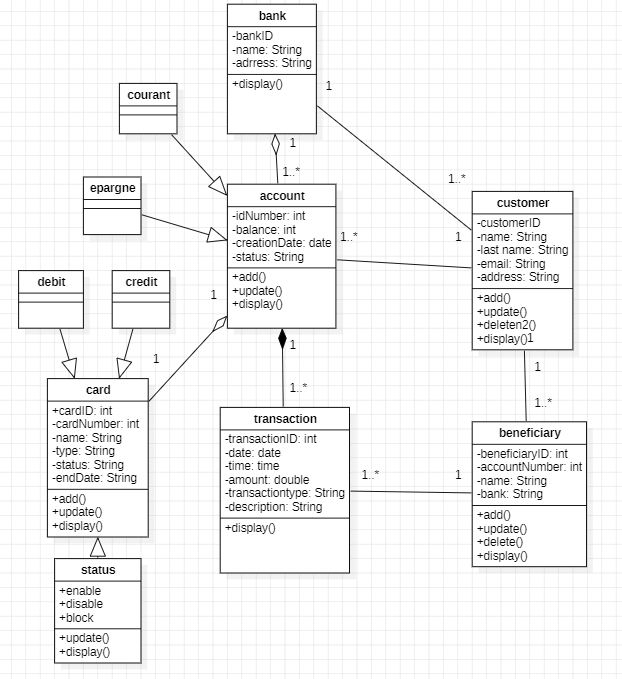 bank
-bankID
-name: String
-adrress: String
+display()
1
1
1..*
1..*
courant
epargne
account
-idNumber: int
-balance: int
-creationDate: date
-status: String
+add()
+update()
+display()
1..*
1
customer
-customerID
-name: String
-last name: String
-email: String
-address: String
+add()
+update()
+deleten2()
+display()1
debit
credit
1
1
1
1..*
1
1..*
card
+cardID: int
-cardNumber: int
-name: String
-type: String
-status: String
-endDate: String
+add()
+update()
+display()
transaction
-transactionID: int
-date: date
-time: time
-amount: double
-transactiontype: String
-description: String
+display()
1..*
1
beneficiary
-beneficiaryID: int
-accountNumber: int
-name: String
-bank: String
+add()
+update()
+delete()
+display()
status
+enable
+disable
+block
+update()
+display()